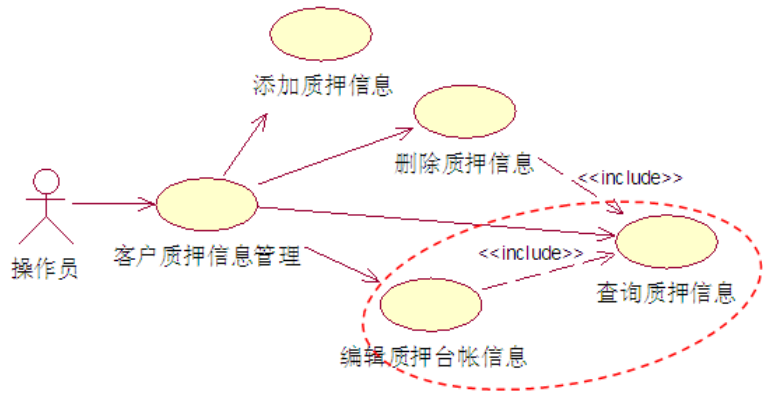 添加质押信息
删除质押信息
<<include>>
操作员
客户质押信息管理
<<include>>
查询质押信息
编辑质押台帐信息